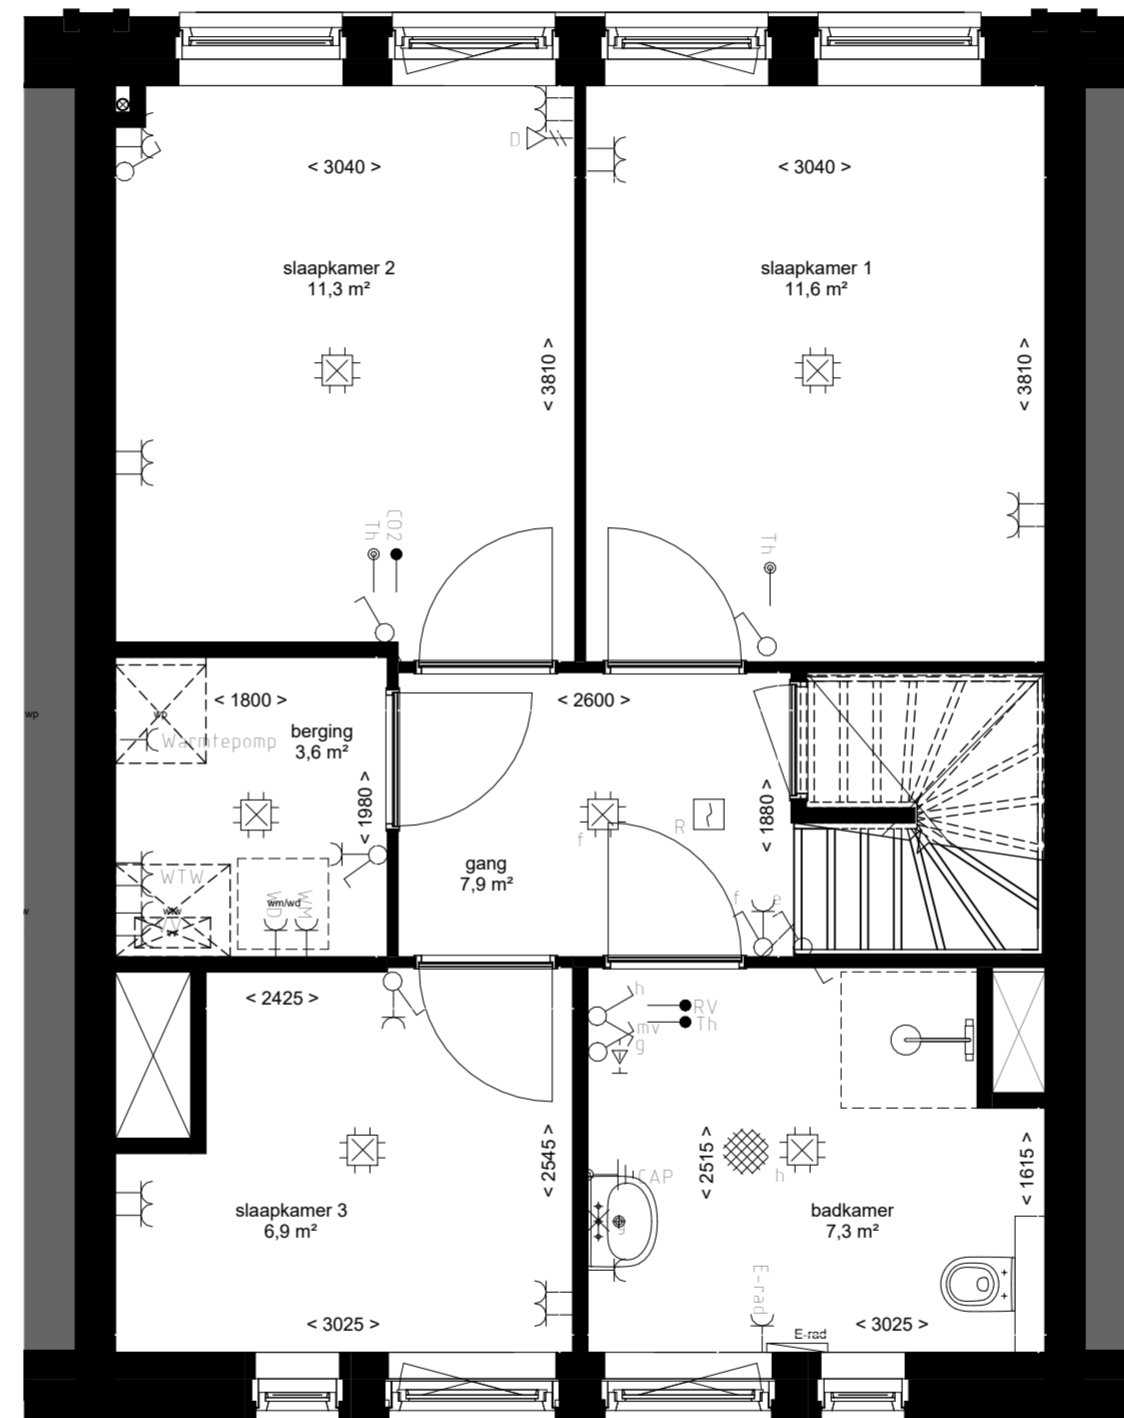 D
< 3040 >
< 3040 >
slaapkamer 2
11,3 m²
slaapkamer 1
11,6 m²
< 3810 >
< 3810 >
Th
CO2
Th
< 1800 >
< 2600 >
wp
wp
berging
3,6 m²
Warmtepomp
< 1980 >
< 1880 >
f
R
gang
7,9 m²
WTW
wtw
WD
WM
wm/wd
f
e
< 2425 >
h
RV
mv
Th
g
< 2545 >
< 2515 >
< 1615 >
CAP
h
slaapkamer 3
6,9 m²
badkamer
7,3 m²
E-rad
< 3025 >
< 3025 >
E-rad